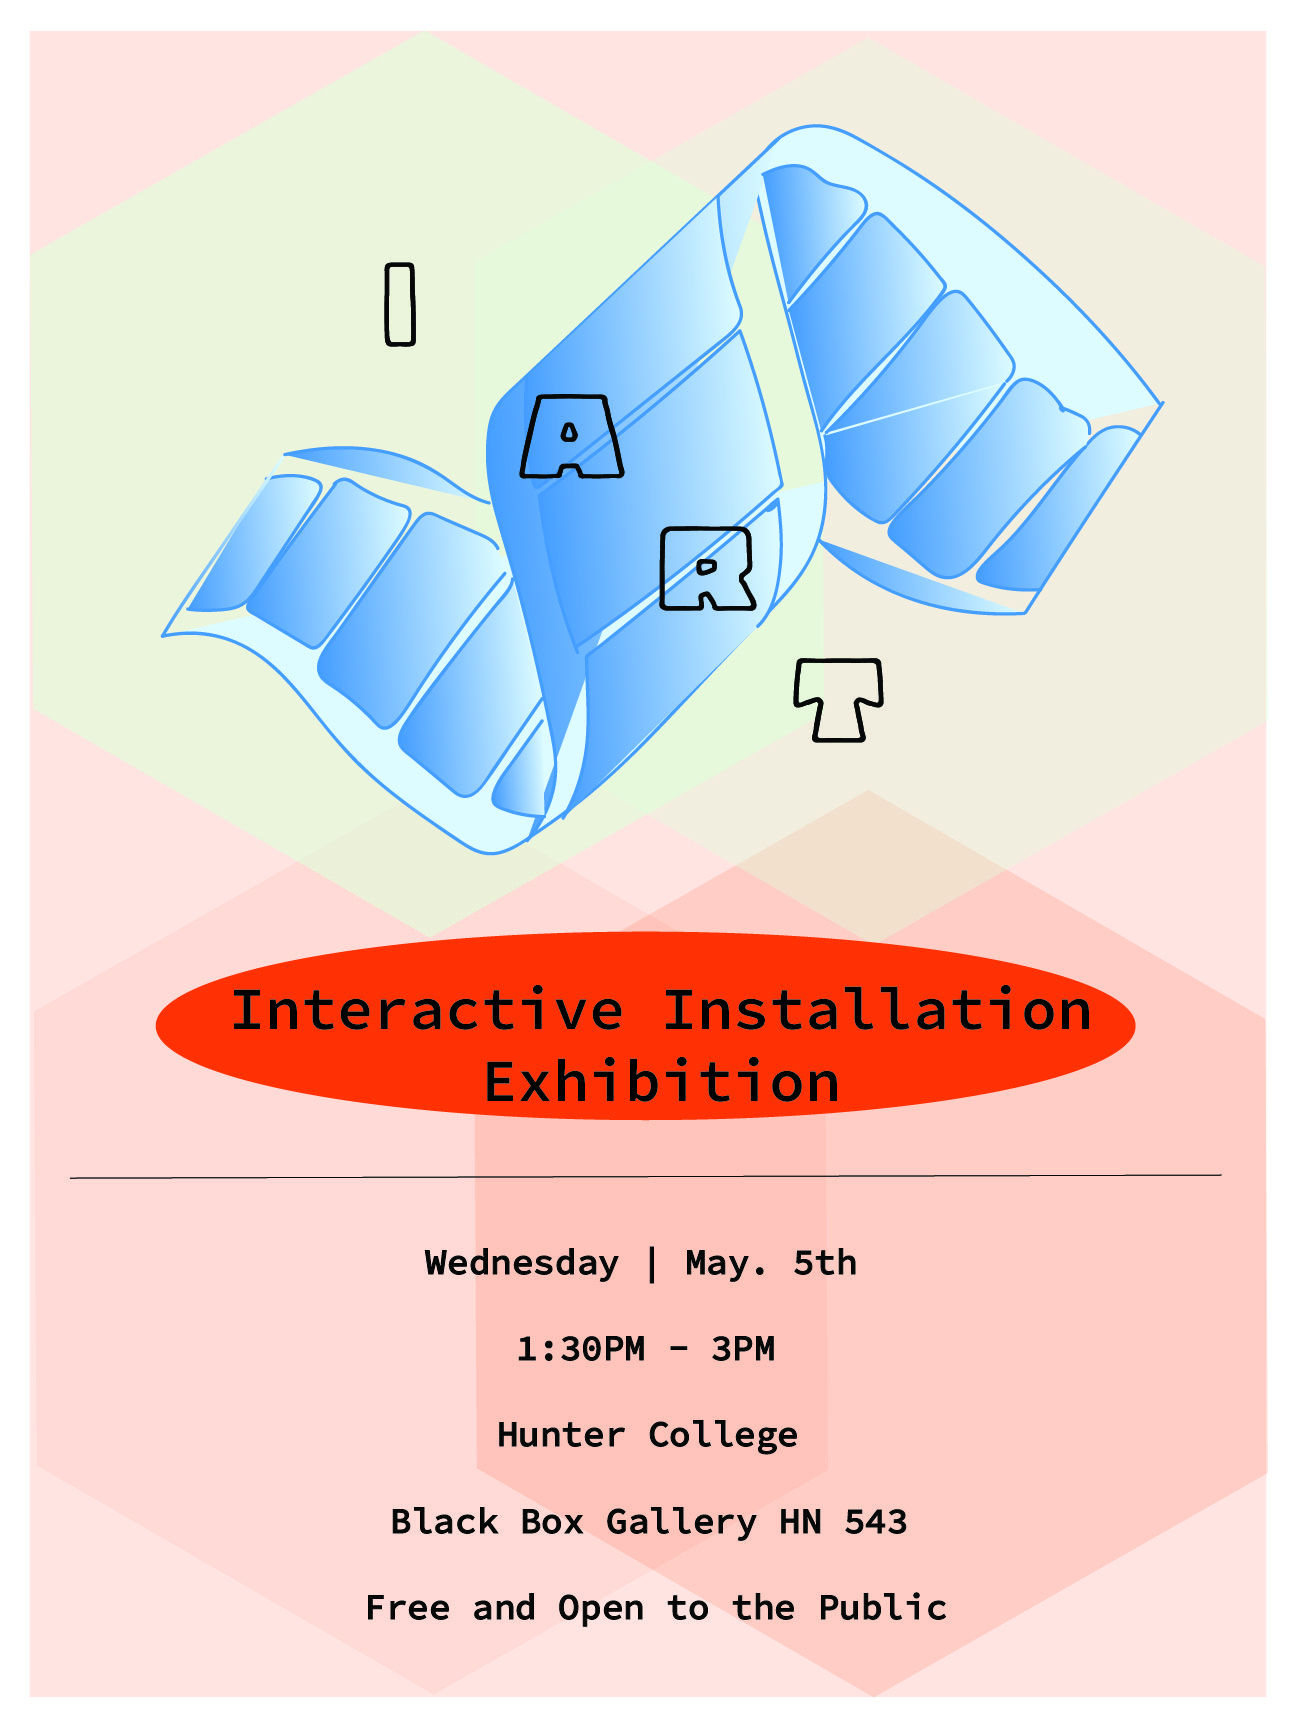 I
A
R
T
Interactive Installation
Exhibition
Wednesday | May. 5th
1:30PM - 3PM
Hunter College
Black Box Gallery HN 543
Free and Open to the Public